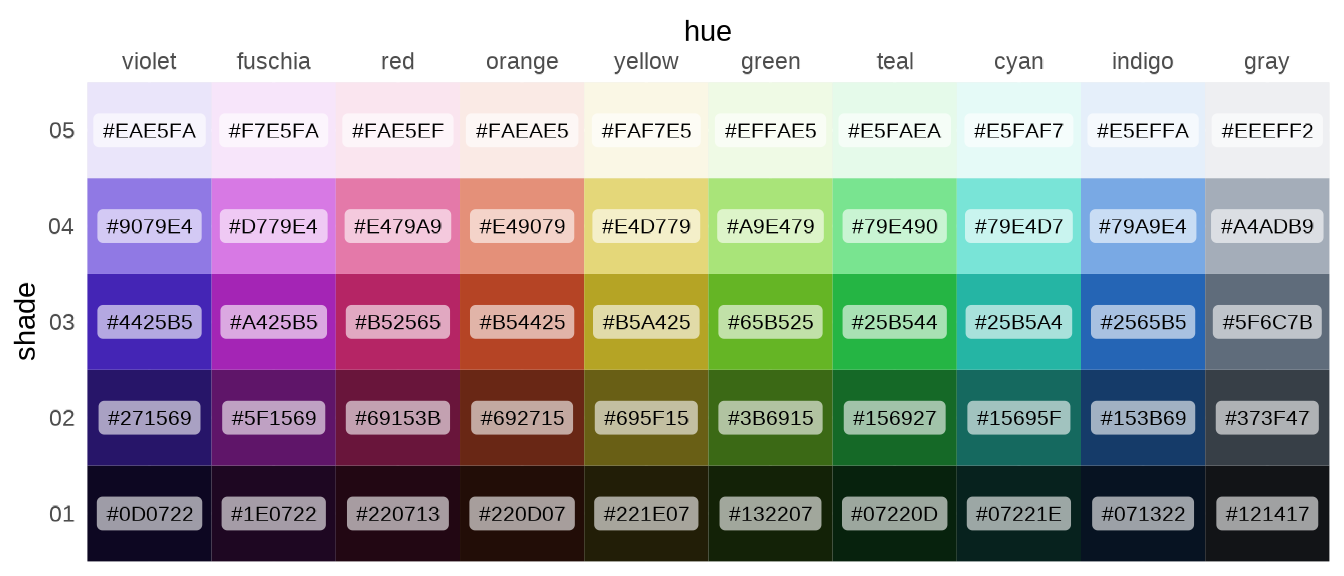 hue
violet fuschia red orange yellow green teal cyan indigo gray
05 #EAE5FA #F7E5FA #FAE5EF #FAEAE5 #FAF7E5 #EFFAE5 #E5FAEA #E5FAF7 #E5EFFA #EEEFF2
04 #9079E4 #D779E4 #E479A9 #E49079 #E4D779 #A9E479 #79E490 #79E4D7 #79A9E4 #A4ADB9
shade
03 #4425B5 #A425B5 #B52565 #B54425 #B5A425 #65B525 #25B544 #25B5A4 #2565B5 #5F6C7B
02 #271569 #5F1569 #69153B #692715 #695F15 #3B6915 #156927 #15695F #153B69 #373F47
01 #0D0722 #1E0722 #220713 #220D07 #221E07 #132207 #07220D #07221E #071322 #121417